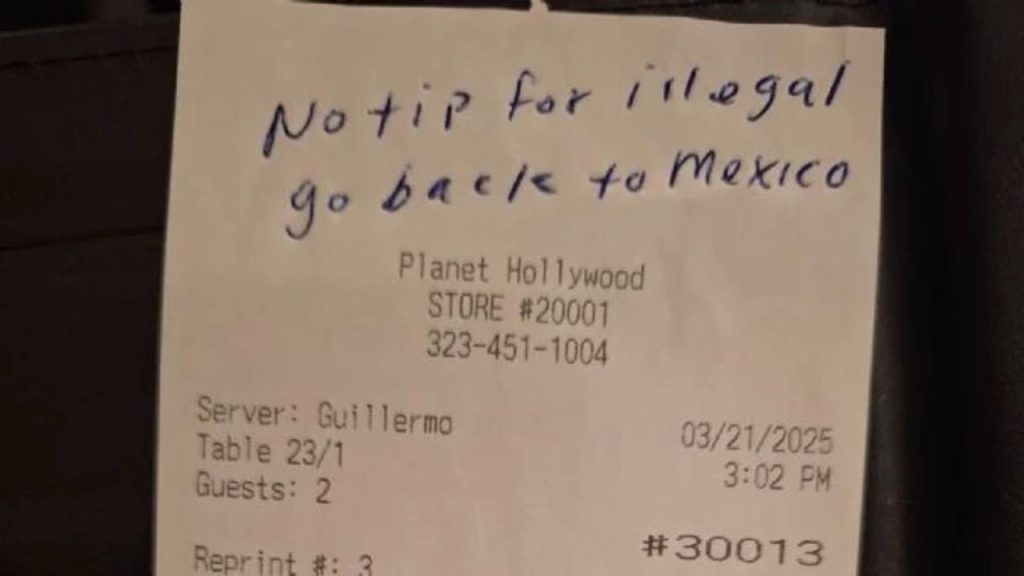 No tip for illegal
go back to Mexico
Planet Hollywood
STORE #20001
323-451-1004
Server: Guillermo
03/21/2025
Table 23/1
3:02 PM
Guests: 2
#30013
Reprint #: 3